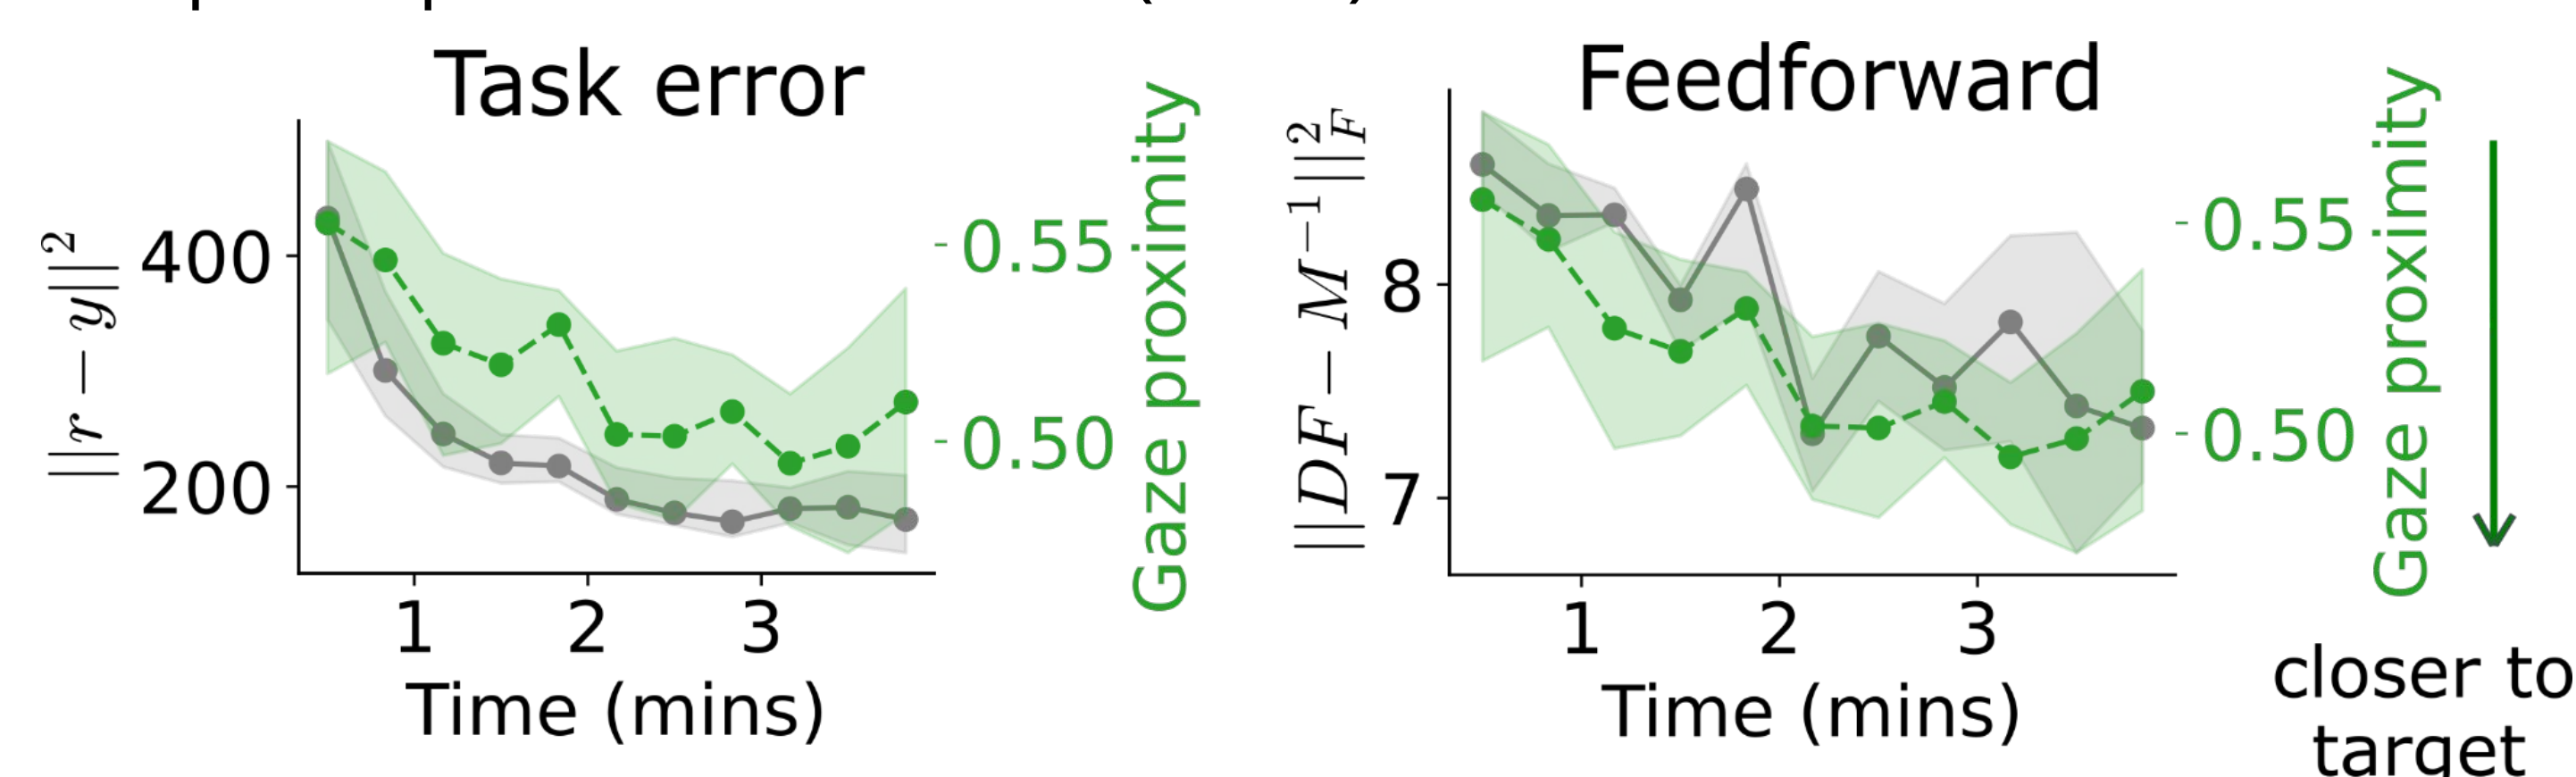 Task error
||r − y||²
400
200
1 2 3
Time (mins)
0.55
0.50
Gaze proximity
Feedforward
||DF − M⁻¹||²_F
8
7
1 2 3
Time (mins)
0.55
0.50
Gaze proximity
closer to
target